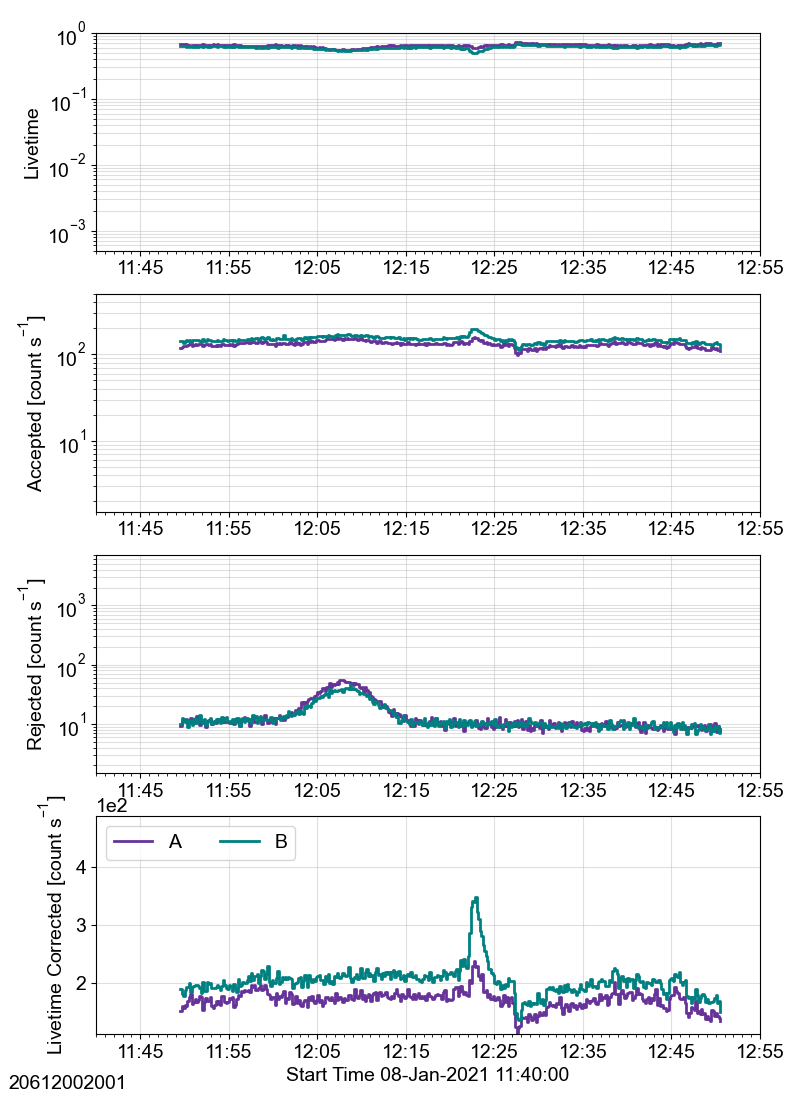 10^0
10^−1
10^−2
10^−3
Livetime
11:45 11:55 12:05 12:15 12:25 12:35 12:45 12:55
10^2
10^1
Accepted [count s^−1]
11:45 11:55 12:05 12:15 12:25 12:35 12:45 12:55
10^3
10^2
10^1
Rejected [count s^−1]
11:45 11:55 12:05 12:15 12:25 12:35 12:45 12:55
1e2
A B
4
3
2
Livetime Corrected [count s^−1]
11:45 11:55 12:05 12:15 12:25 12:35 12:45 12:55
Start Time 08-Jan-2021 11:40:00
20612002001